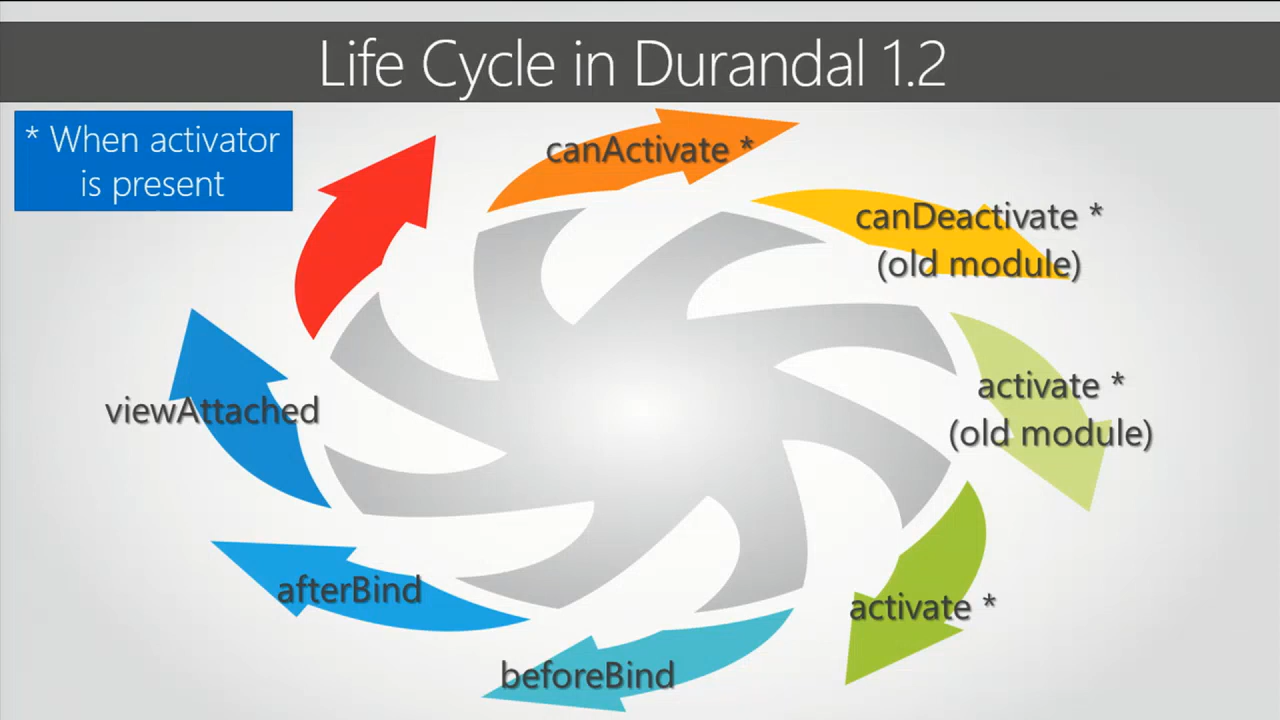 Life Cycle in Durandal 1.2
* When activator
is present
canActivate *
canDeactivate *
(old module)
activate *
(old module)
activate *
beforeBind
afterBind
viewAttached